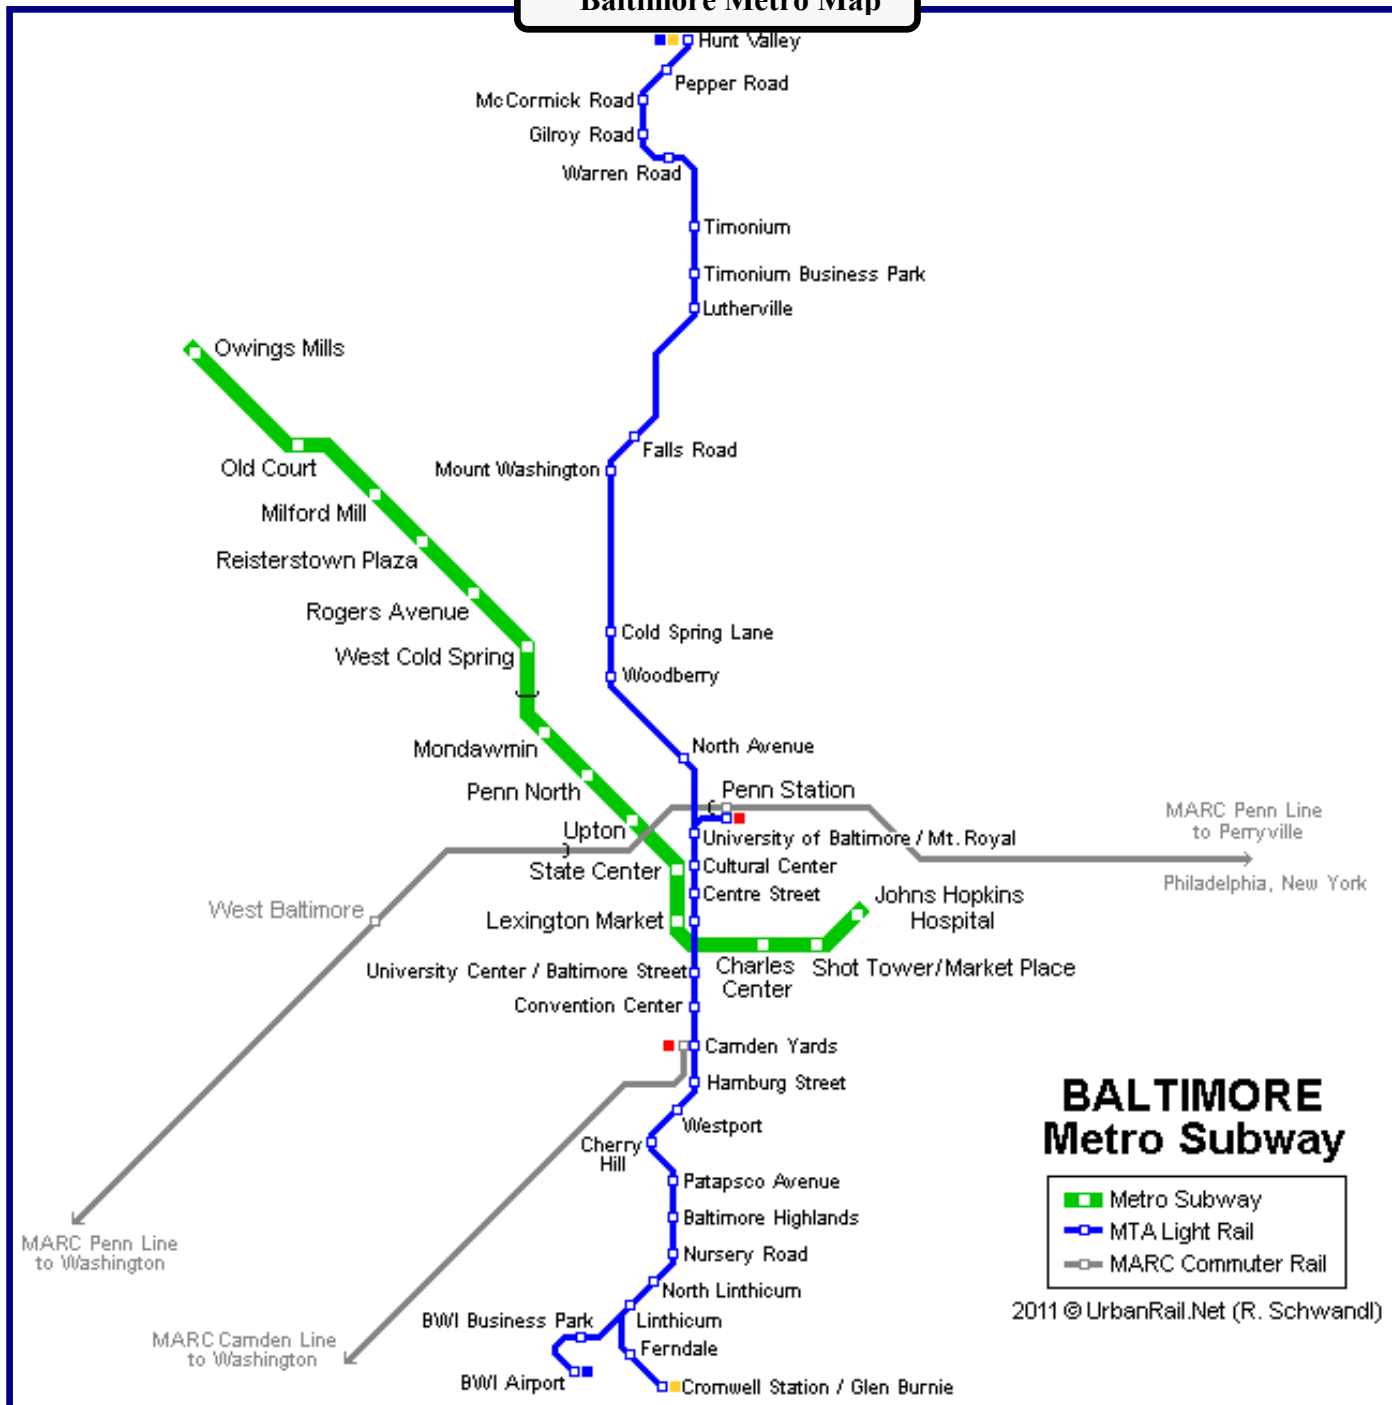 Baltimore Metro Map
Hunt Valley
Pepper Road
McCormick Road
Gilroy Road
Warren Road
Timonium
Timonium Business Park
Lutherville
Owings Mills
Falls Road
Old Court
Mount Washington
Milford Mill
Reisterstown Plaza
Rogers Avenue
Cold Spring Lane
West Cold Spring
Woodberry
North Avenue
Mondawmin
Penn North
Penn Station
MARC Penn Line
to Perryville
Upton
University of Baltimore / Mt. Royal
State Center
Cultural Center
Philadelphia, New York
Centre Street
Johns Hopkins
Hospital
West Baltimore
Lexington Market
University Center / Baltimore Street
Charles
Center
Shot Tower/Market Place
Convention Center
Camden Yards
Hamburg Street
BALTIMORE
Metro Subway
Westport
Cherry
Hill
Patapsco Avenue
Metro Subway
Baltimore Highlands
MTA Light Rail
MARC Penn Line
to Washington
Nursery Road
MARC Commuter Rail
North Linthicum
2011 © UrbanRail.Net (R. Schwandl)
BWI Business Park
Linthicum
MARC Camden Line
to Washington
Ferndale
BWI Airport
Cromwell Station / Glen Burnie